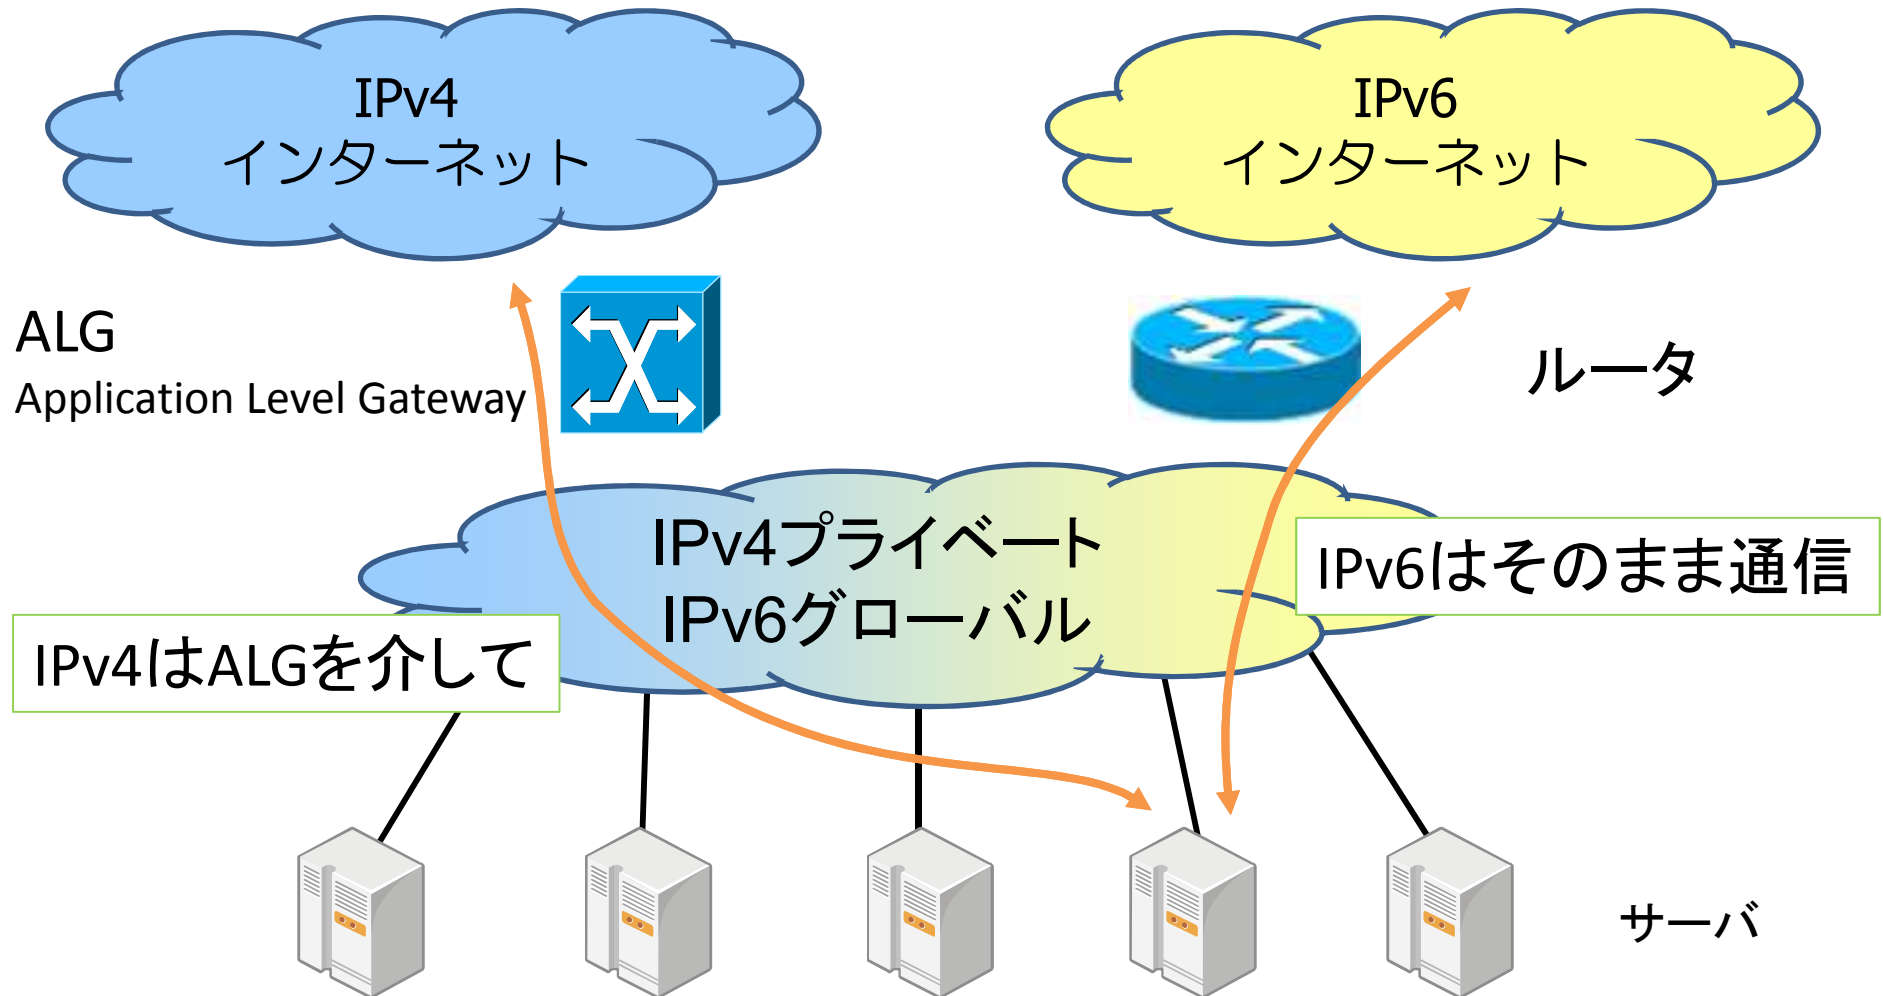 IPv4
インターネット
IPv6
インターネット
ALG
Application Level Gateway
ルータ
IPv4プライベート
IPv6グローバル
IPv6はそのまま通信
IPv4はALGを介して
サーバ